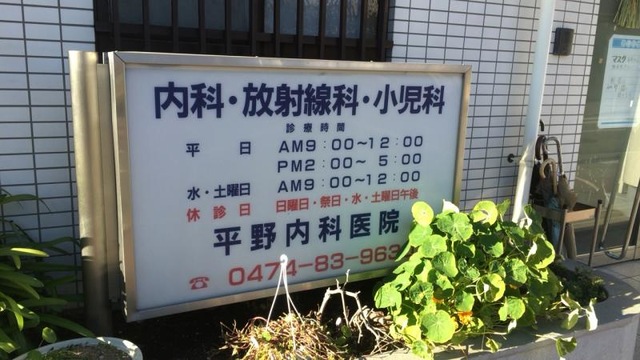 内科・放射線科・小児科
診療時間
平日 AM9:00〜12:00
PM2:00〜5:00
水・土曜日 AM9:00〜12:00
休診日 日曜日・祭日・水・土曜日午後
平野内科医院
☎ 0474-83-963
マスク